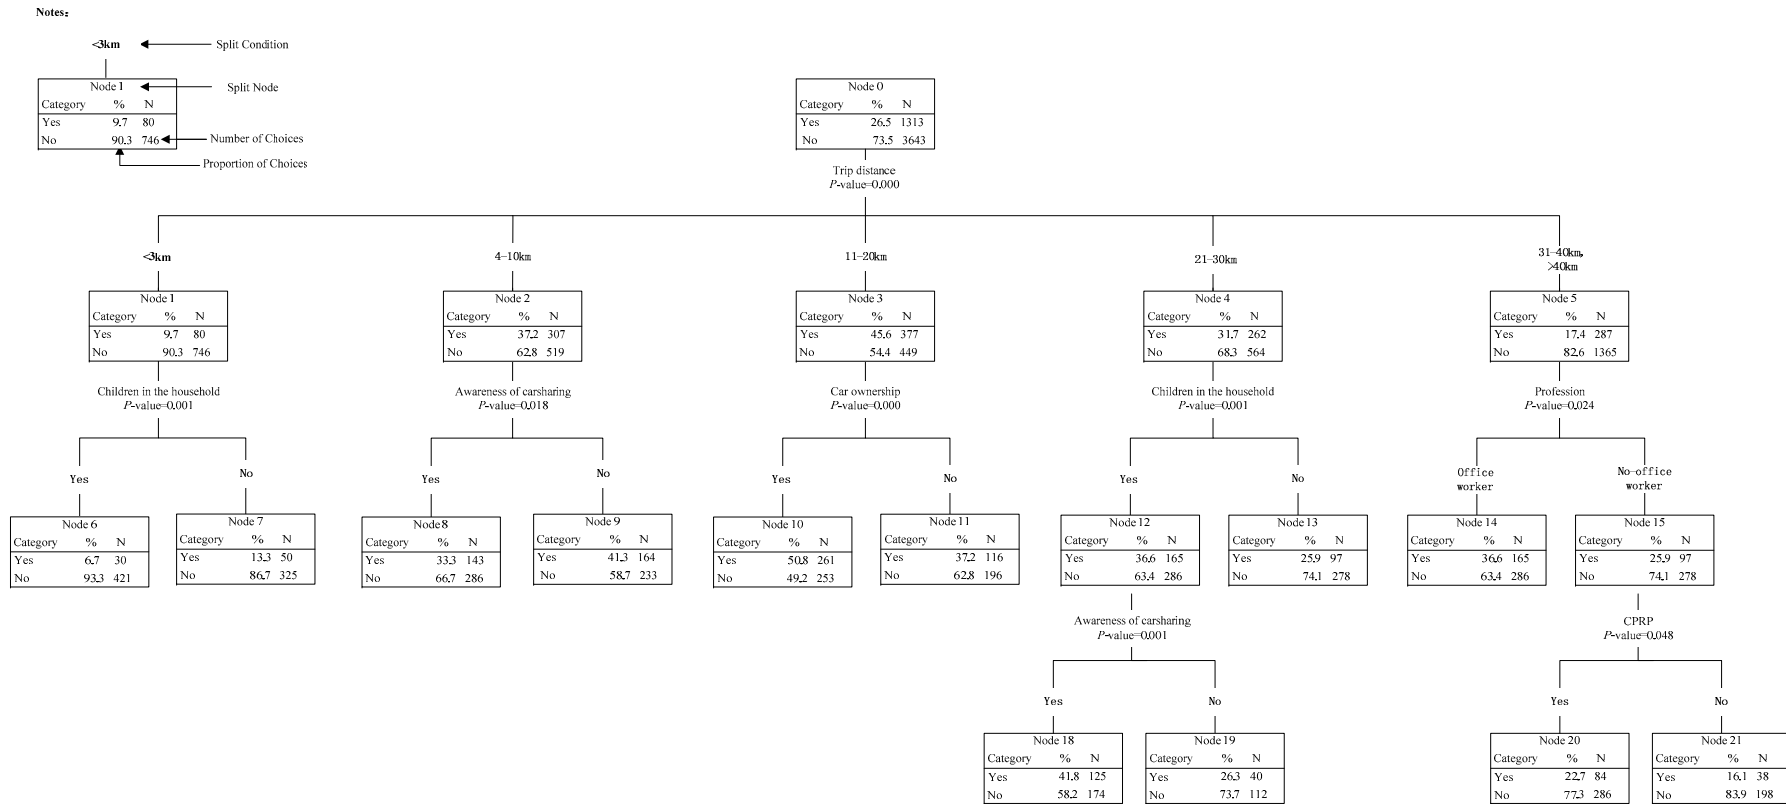 Notes:
<3km
Split Condition
Node 1
Split Node
Category % N
Yes 9.7 80
No 90.3 746
Number of Choices
Proportion of Choices
Node 0
Category % N
Yes 26.5 1313
No 73.5 3643
Trip distance
P-value=0.000
<3km
4-10km
11-20km
21-30km
31-40km,
>40km
Node 1
Category % N
Yes 9.7 80
No 90.3 746
Node 2
Category % N
Yes 37.2 307
No 62.8 519
Node 3
Category % N
Yes 45.6 377
No 54.4 449
Node 4
Category % N
Yes 31.7 262
No 68.3 564
Node 5
Category % N
Yes 17.4 287
No 82.6 1365
Children in the household
P-value=0.001
Awareness of carsharing
P-value=0.018
Car ownership
P-value=0.000
Children in the household
P-value=0.001
Profession
P-value=0.024
Yes
No
Yes
No
Yes
No
Yes
No
Office
worker
No-office
worker
Node 6
Category % N
Yes 6.7 30
No 93.3 421
Node 7
Category % N
Yes 13.3 50
No 86.7 325
Node 8
Category % N
Yes 33.3 143
No 66.7 286
Node 9
Category % N
Yes 41.3 164
No 58.7 233
Node 10
Category % N
Yes 50.8 261
No 49.2 253
Node 11
Category % N
Yes 37.2 116
No 62.8 196
Node 12
Category % N
Yes 36.6 165
No 63.4 286
Node 13
Category % N
Yes 25.9 97
No 74.1 278
Node 14
Category % N
Yes 36.6 165
No 63.4 286
Node 15
Category % N
Yes 25.9 97
No 74.1 278
Awareness of carsharing
P-value=0.001
CPRP
P-value=0.048
Yes
No
Yes
No
Node 18
Category % N
Yes 41.8 125
No 58.2 174
Node 19
Category % N
Yes 26.3 40
No 73.7 112
Node 20
Category % N
Yes 22.7 84
No 77.3 286
Node 21
Category % N
Yes 16.1 38
No 83.9 198